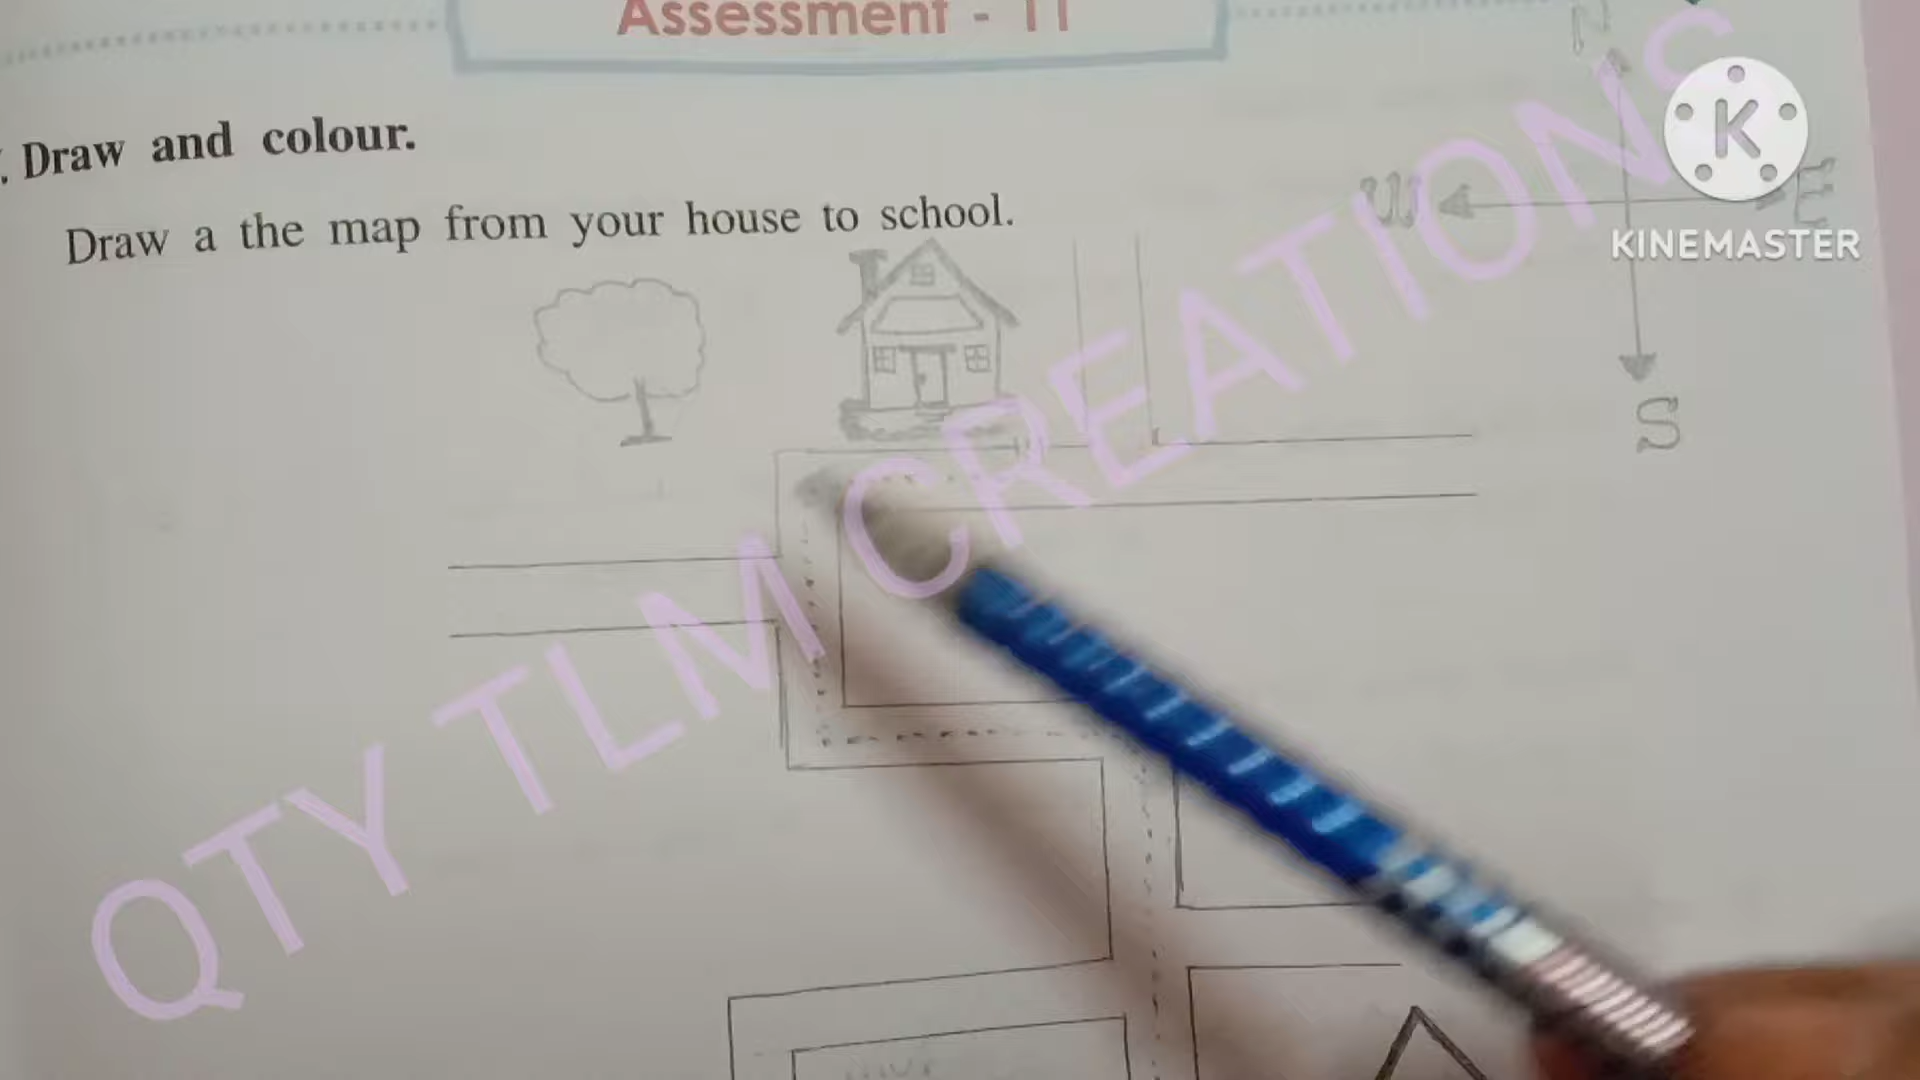 Assessment - 11
N
. Draw and colour.
W E
KINEMASTER
Draw a the map from your house to school.
S
QTY TLM CREATIONS